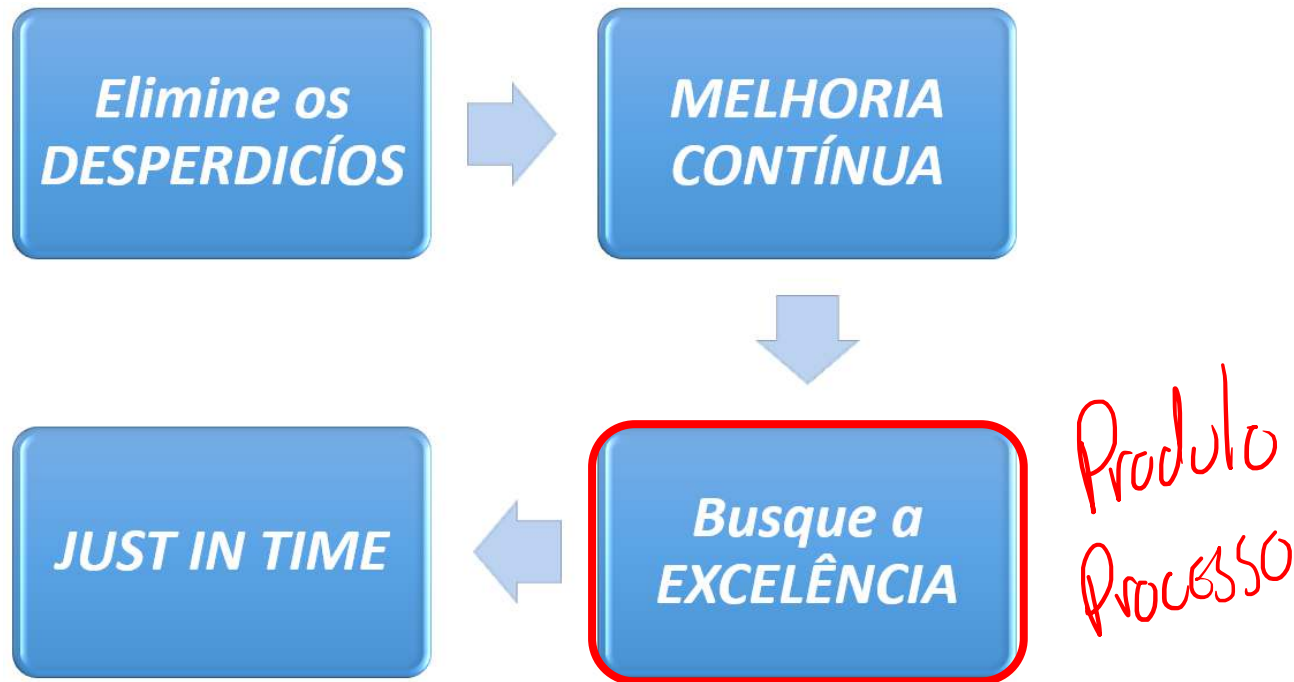 Elimine os
DESPERDICÍOS
MELHORIA
CONTÍNUA
Busque a
EXCELÊNCIA
Produto
Processo
JUST IN TIME